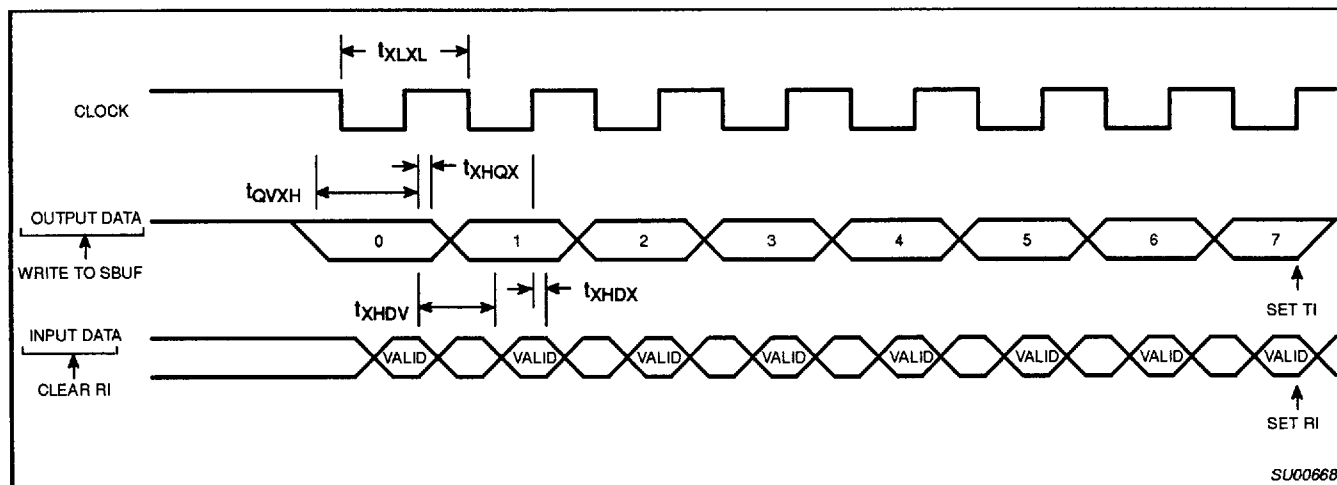 tXLXL
CLOCK
tXHQX
tQVXH
OUTPUT DATA
0 1 2 3 4 5 6 7
WRITE TO SBUF
SET TI
tXHDV
tXHDX
INPUT DATA
VALID VALID VALID VALID VALID VALID VALID VALID
CLEAR RI
SET RI
SU00668